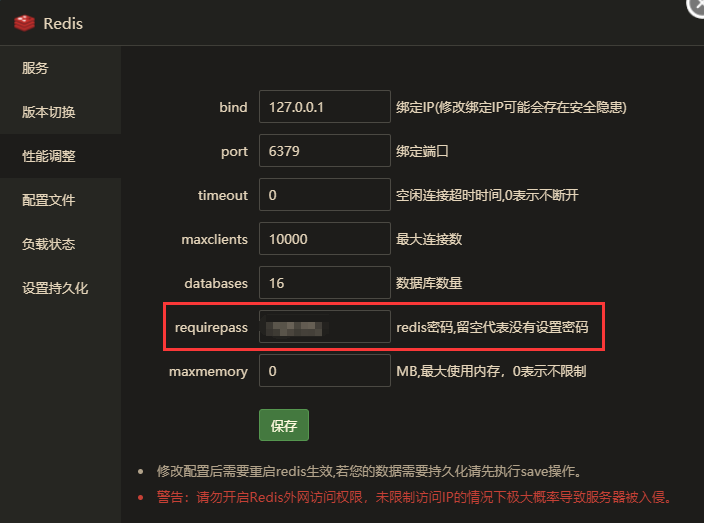 Redis
服务
版本切换
性能调整
配置文件
负载状态
设置持久化
bind 127.0.0.1 绑定IP(修改绑定IP可能会存在安全隐患)
port 6379 绑定端口
timeout 0 空闲连接超时时间,0表示不断开
maxclients 10000 最大连接数
databases 16 数据库数量
requirepass redis密码,留空代表没有设置密码
maxmemory 0 MB,最大使用内存，0表示不限制
保存
修改配置后需要重启redis生效,若您的数据需要持久化请先执行save操作。
警告：请勿开启Redis外网访问权限，未限制访问IP的情况下极大概率导致服务器被入侵。